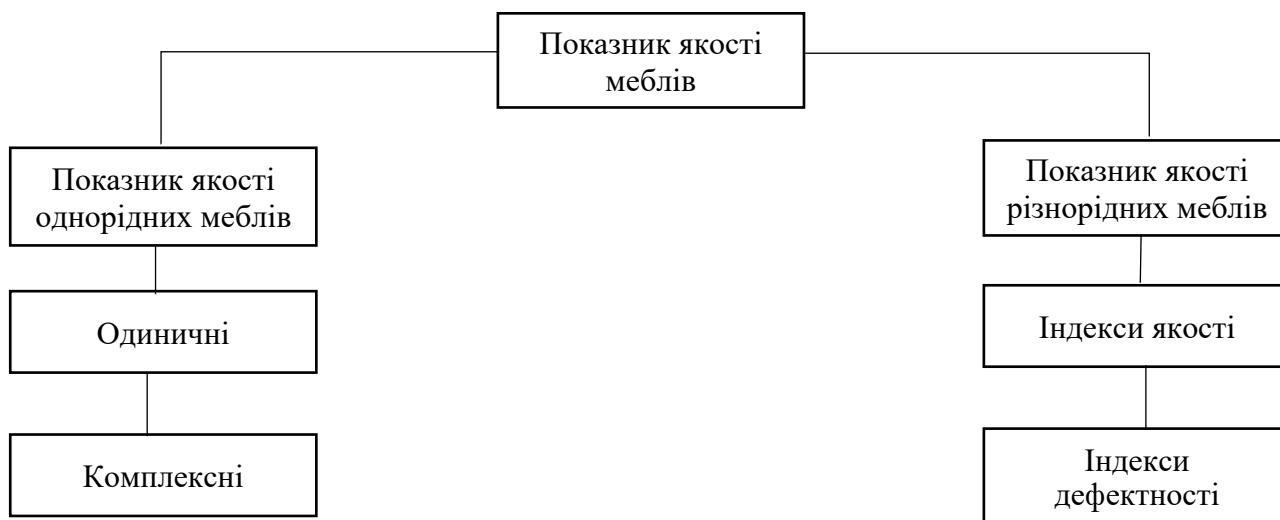 Показник якості
меблів
Показник якості
однорідних меблів
Показник якості
різнорідних меблів
Одиничні
Індекси якості
Комплексні
Індекси
дефектності